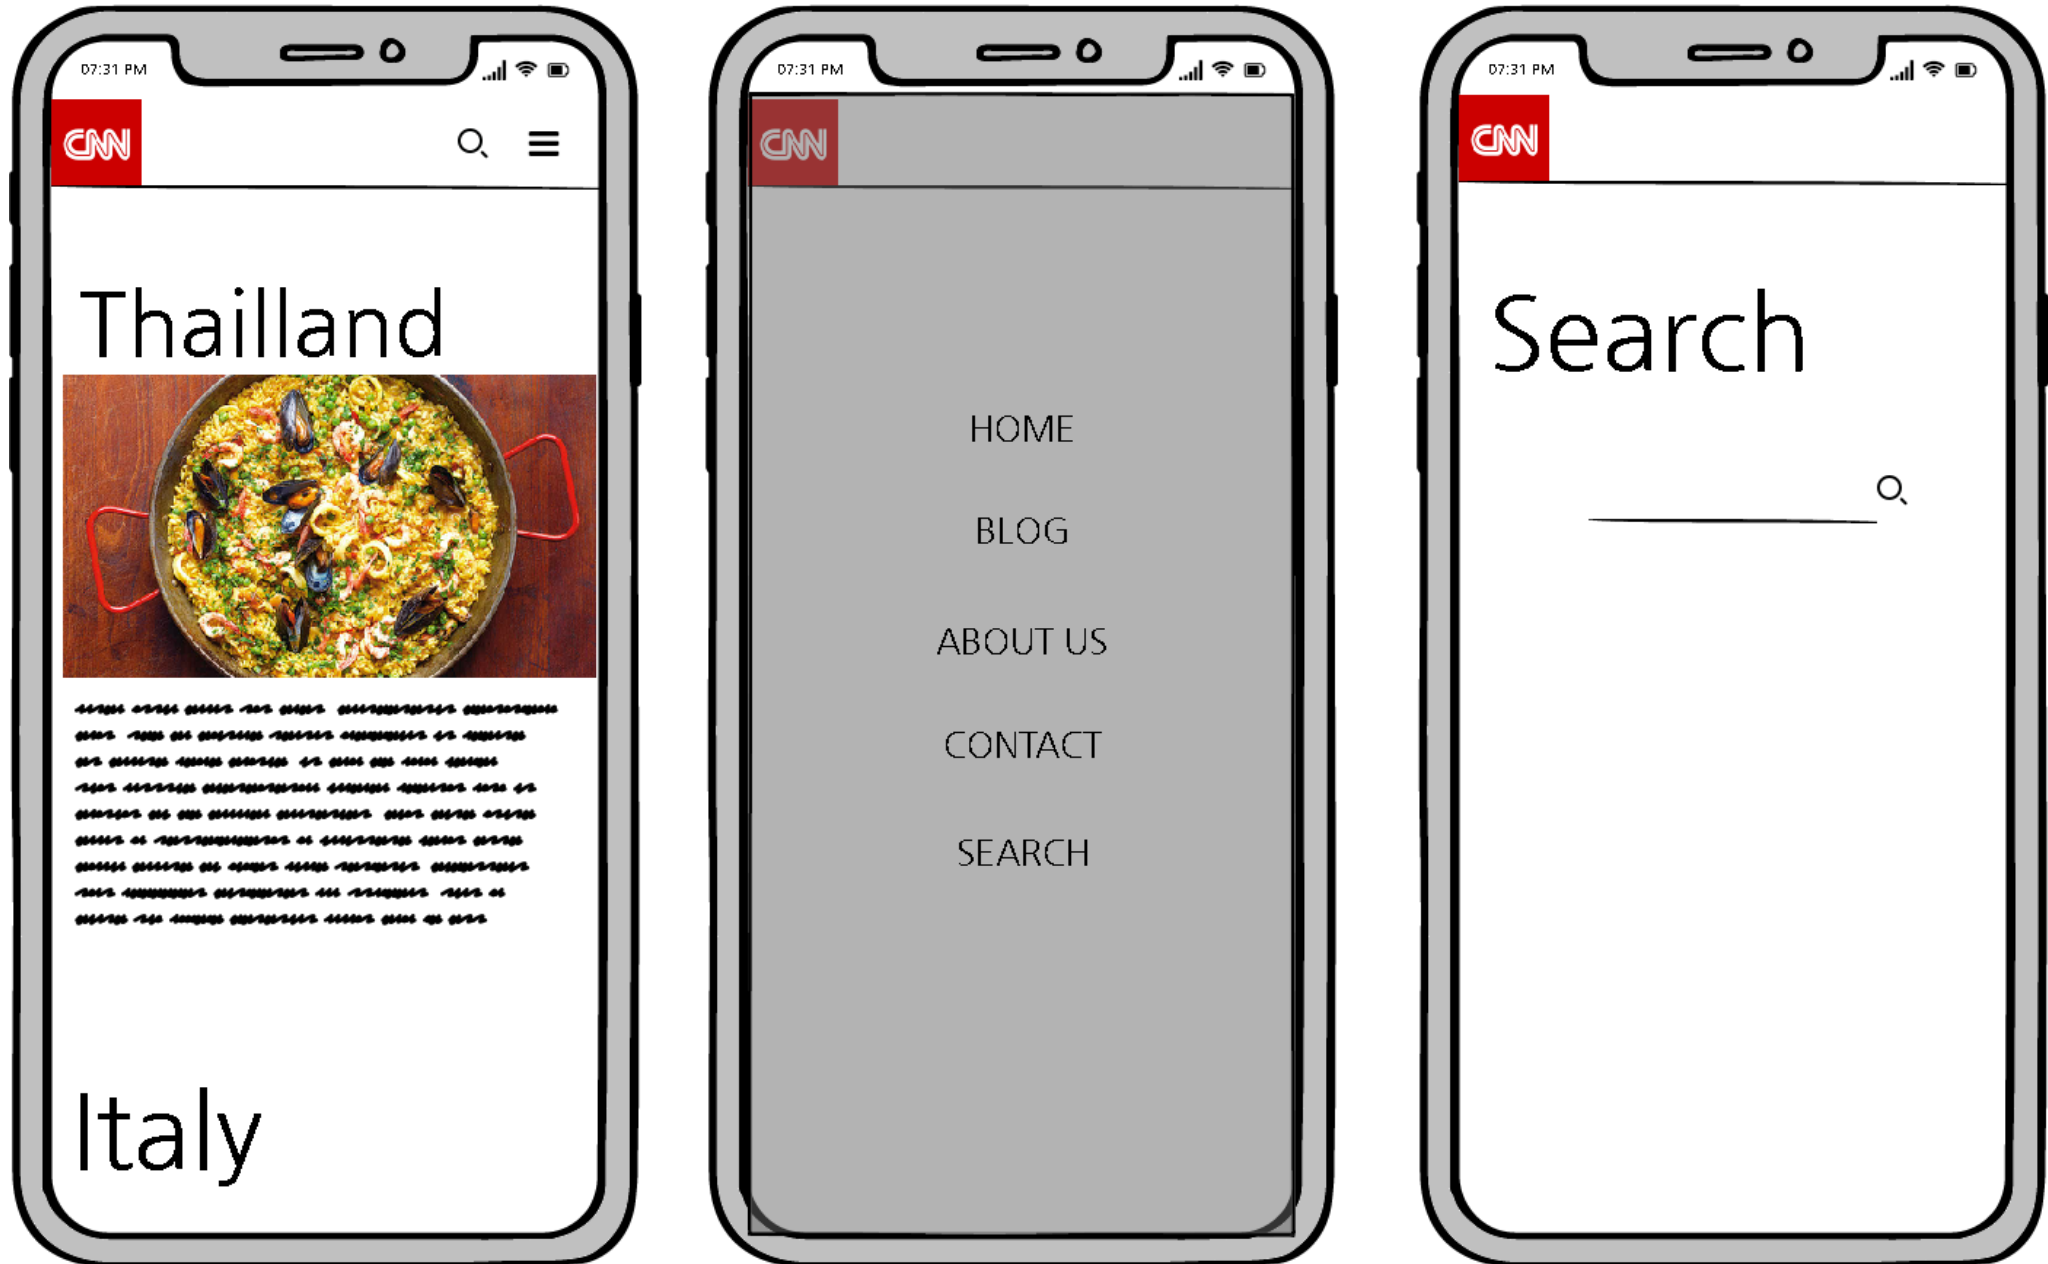 07:31 PM
CNN
Thailland
Italy
07:31 PM
CNN
HOME
BLOG
ABOUT US
CONTACT
SEARCH
07:31 PM
CNN
Search